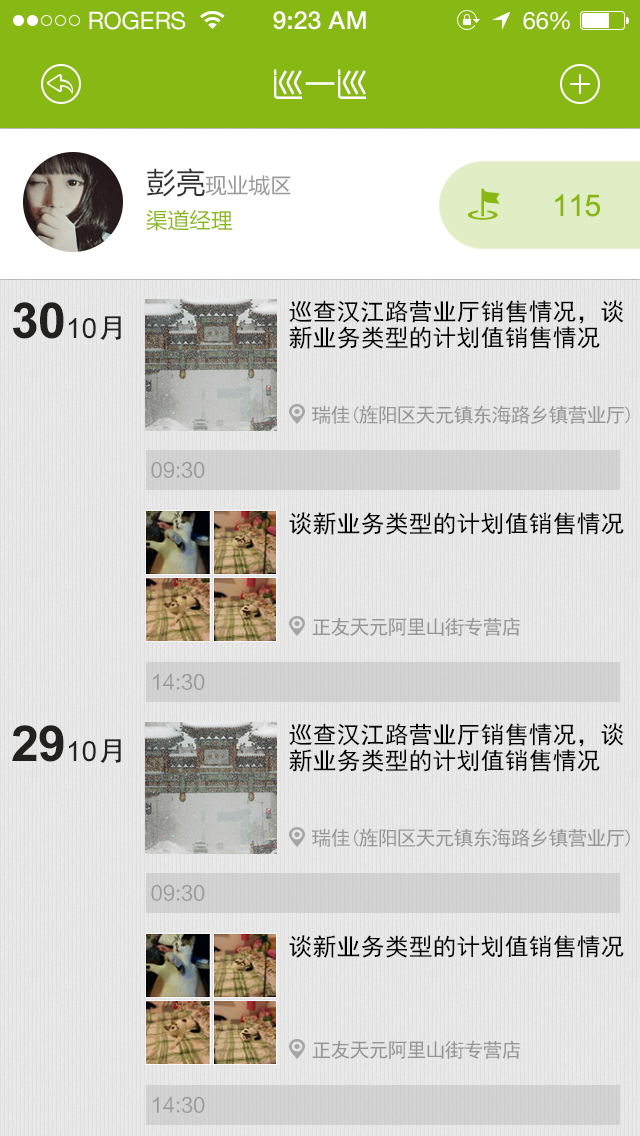 ROGERS 9:23 AM 66%
巡一巡
彭亮现业城区
渠道经理
115
30 10月
巡查汉江路营业厅销售情况，谈
新业务类型的计划值销售情况
瑞佳(旌阳区天元镇东海路乡镇营业厅)
09:30
谈新业务类型的计划值销售情况
正友天元阿里山街专营店
14:30
29 10月
巡查汉江路营业厅销售情况，谈
新业务类型的计划值销售情况
瑞佳(旌阳区天元镇东海路乡镇营业厅)
09:30
谈新业务类型的计划值销售情况
正友天元阿里山街专营店
14:30